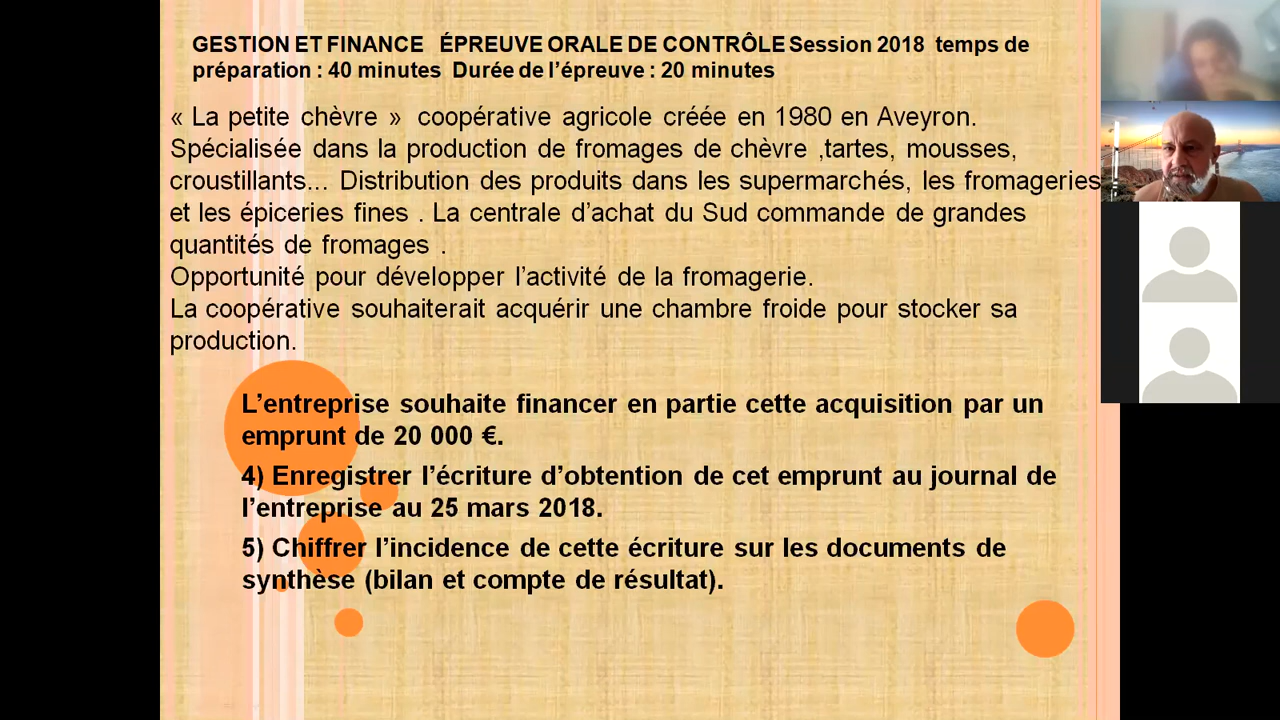 GESTION ET FINANCE ÉPREUVE ORALE DE CONTRÔLE Session 2018 temps de
préparation : 40 minutes Durée de l'épreuve : 20 minutes
« La petite chèvre » coopérative agricole créée en 1980 en Aveyron.
Spécialisée dans la production de fromages de chèvre ,tartes, mousses,
croustillants... Distribution des produits dans les supermarchés, les fromageries
et les épiceries fines . La centrale d'achat du Sud commande de grandes
quantités de fromages .
Opportunité pour développer l'activité de la fromagerie.
La coopérative souhaiterait acquérir une chambre froide pour stocker sa
production.
L'entreprise souhaite financer en partie cette acquisition par un
emprunt de 20 000 €.
4) Enregistrer l'écriture d'obtention de cet emprunt au journal de
l'entreprise au 25 mars 2018.
5) Chiffrer l'incidence de cette écriture sur les documents de
synthèse (bilan et compte de résultat).